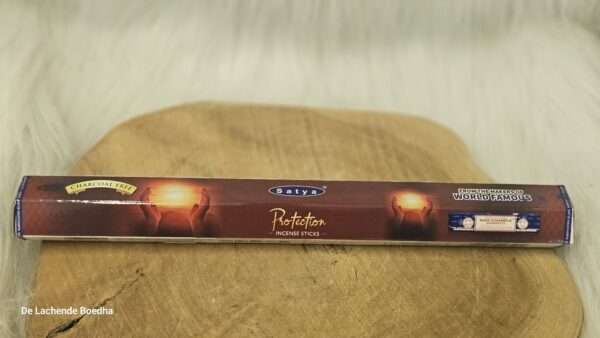 CHARCOAL FREE
Satya
Protection
INCENSE STICKS
FROM THE MAKERS OF
WORLD FAMOUS
De Lachende Boedha